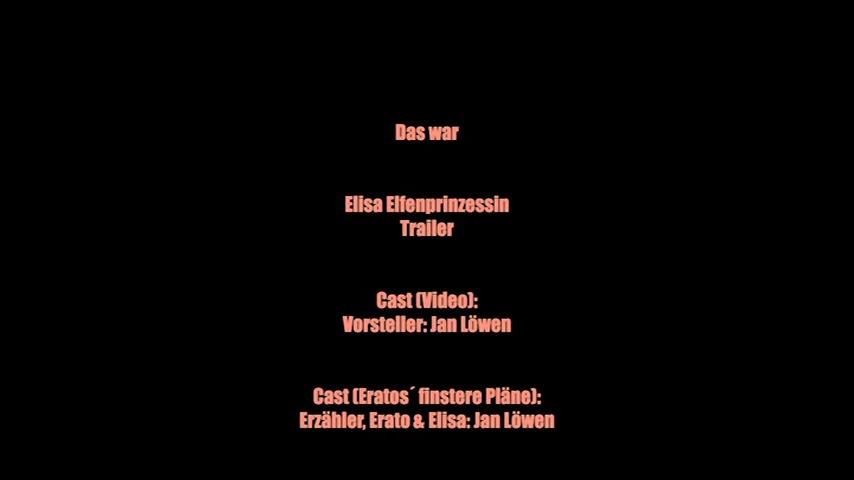 Das war
Elisa Elfenprinzessin
Trailer
Cast (Video):
Vorsteller: Jan Löwen
Cast (Eratos´ finstere Pläne):
Erzähler, Erato & Elisa: Jan Löwen